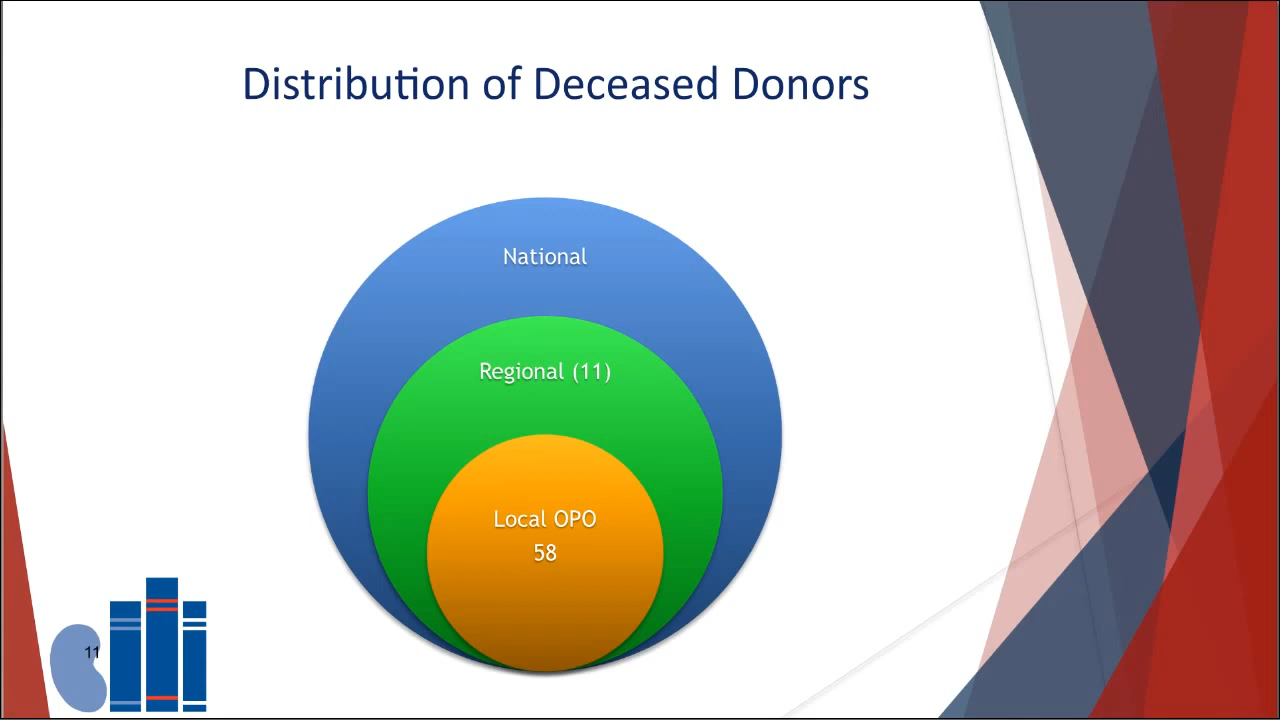 Distribution of Deceased Donors
National
Regional (11)
Local OPO
58
11